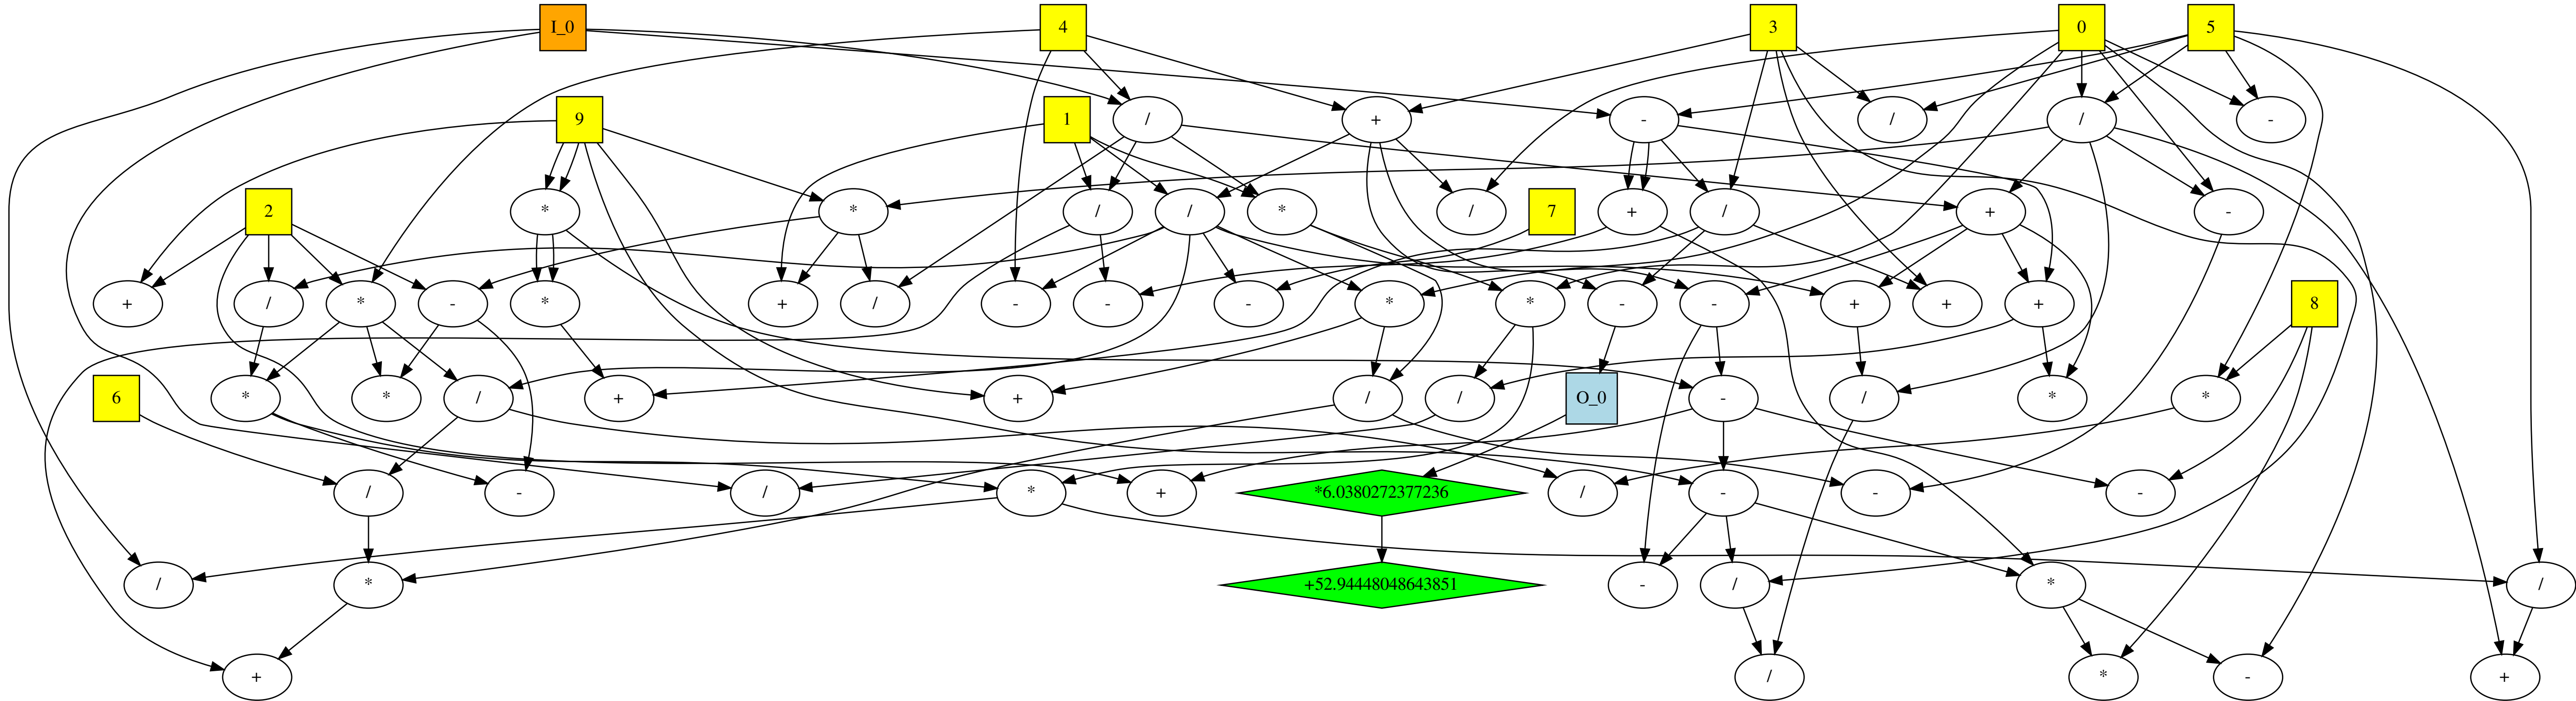 I_0 4 3 0 5
9 1 / + - / / -
2 * * / / * / 7 + / + -
+ / * - * + / - - - * * - - + + + 8
6 * * / + + / / O_0 - / * *
/ - / * + *6.0380272377236 / - - -
/ * +52.94448048643851 - / * /
+ / * - +